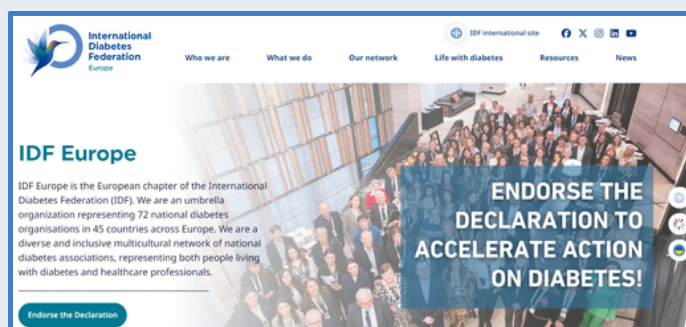 International
Diabetes
Federation
Europe
IDF international site
Who we are
What we do
Our network
Life with diabetes
Resources
News
IDF Europe
IDF Europe is the European chapter of the International
Diabetes Federation (IDF). We are an umbrella
organization representing 72 national diabetes
organisations in 45 countries across Europe. We are a
diverse and inclusive multicultural network of national
diabetes associations, representing both people living
with diabetes and healthcare professionals.
Endorse the Declaration
ENDORSE THE
DECLARATION TO
ACCELERATE ACTION
ON DIABETES!